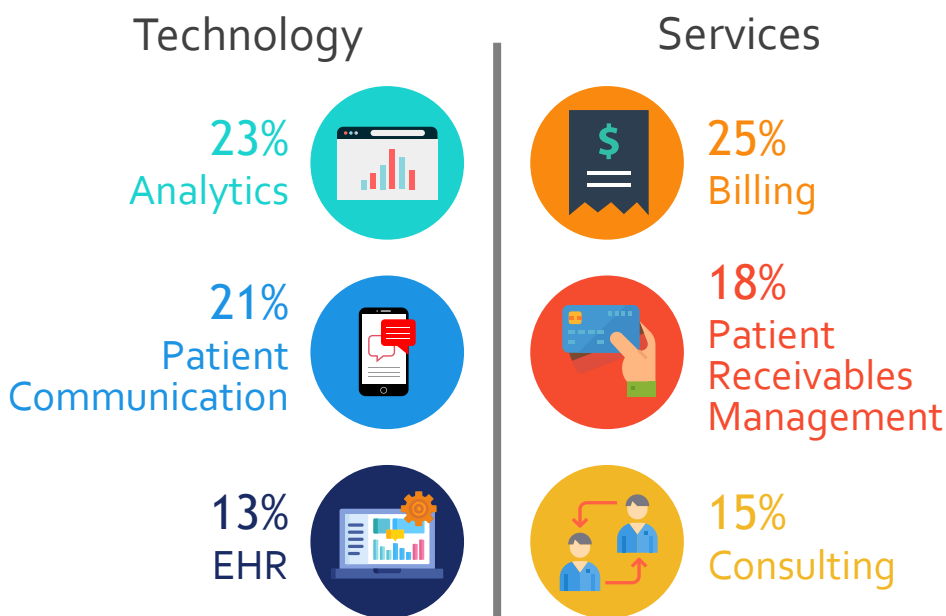 Technology
23%
Analytics
21%
Patient
Communication
13%
EHR
Services
$
25%
Billing
18%
Patient
Receivables
Management
15%
Consulting